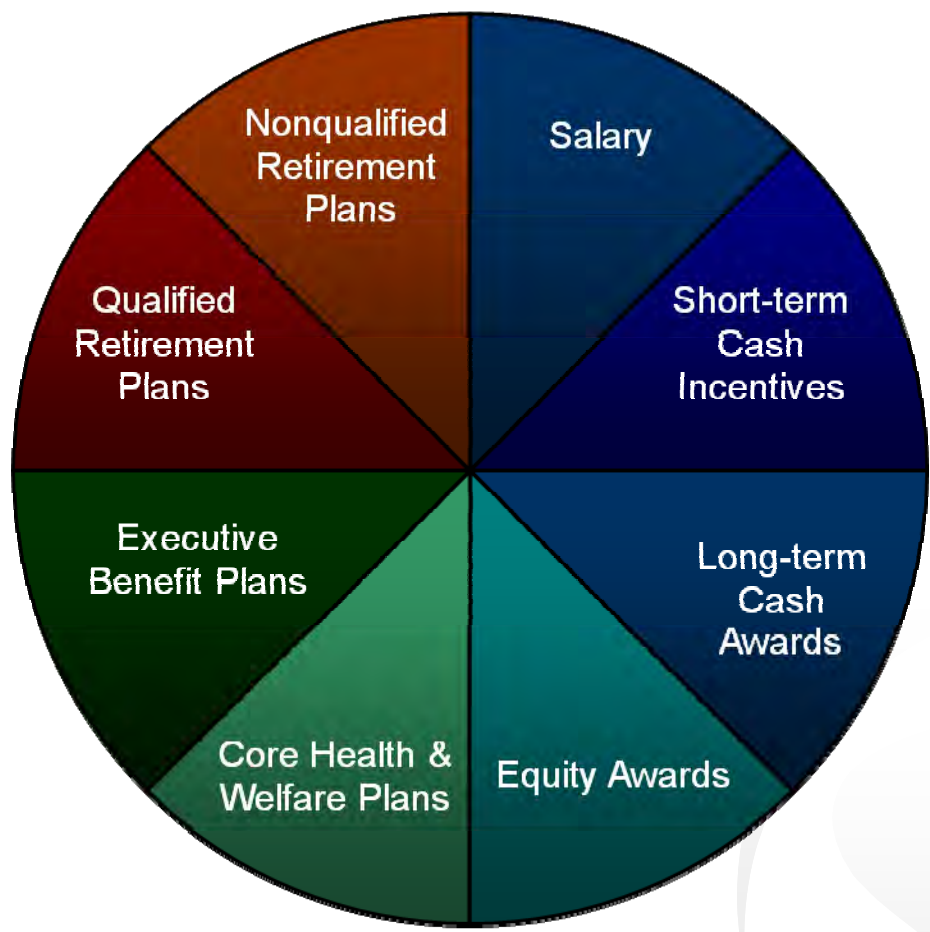 Nonqualified
Retirement
Plans
Salary
Qualified
Retirement
Plans
Short-term
Cash
Incentives
Executive
Benefit Plans
Long-term
Cash
Awards
Core Health &
Welfare Plans
Equity Awards